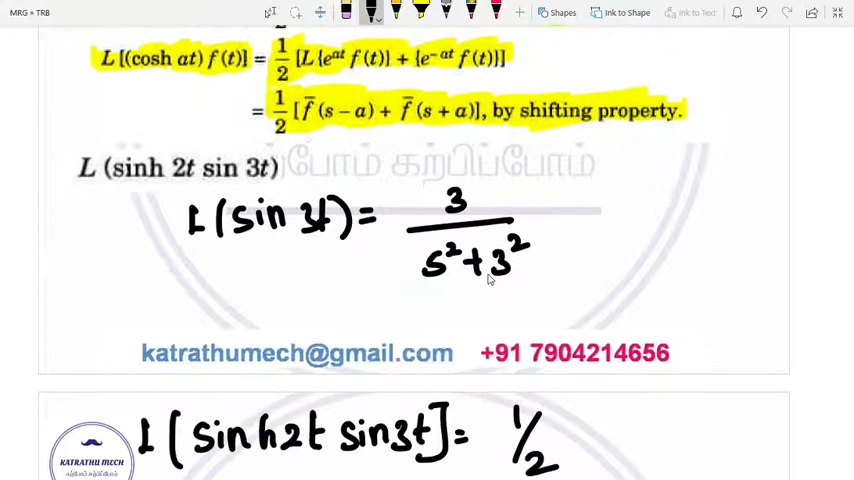 MRG » TRB
Shapes
Ink to Shape
Ink to Text
L [(cosh at) f (t)] = 1/2 [L {e^at f (t)} + {e^-at f (t)}]
= 1/2 [f̄ (s – a) + f̄ (s + a)], by shifting property.
கற்பிப்போம்
L (sinh 2t sin 3t)
L(sin 3t) = 3/(s²+3²)
katrathumech@gmail.com +91 7904214656
L[sinh2t sin3t] = 1/2
KATRATHU MECH